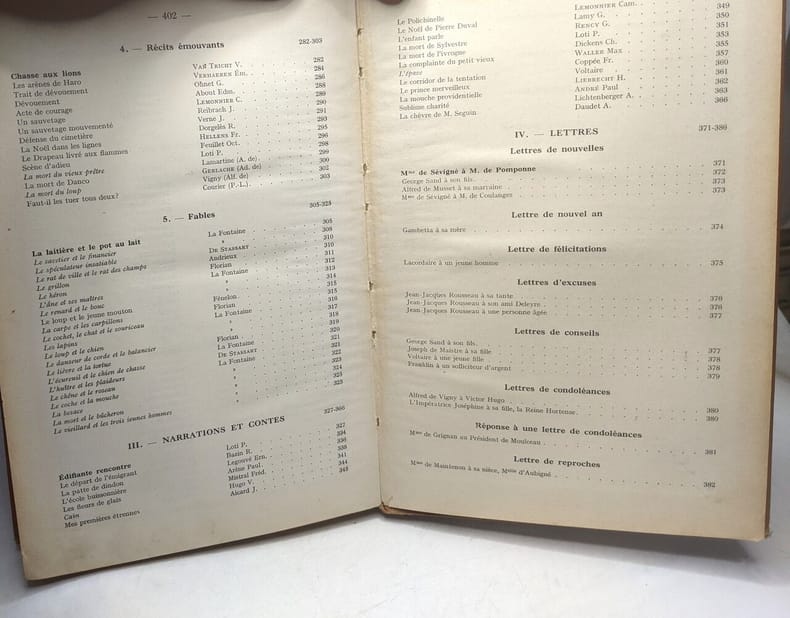 — 402 —
4. — Récits émouvants 282-303
Chasse aux lions VAN TRICHT V. 282
Les arènes de Haro VERHAEREN Ém. 284
Trait de dévouement Ohnet G. 286
Dévouement About Edm. 288
Acte de courage LEMONNIER C. 289
Un sauvetage Reibrach J. 290
Un sauvetage mouvementé Verne J. 291
Défense du cimetière Dorgelès R. 293
La Noël dans les lignes HELLENS Fr. 295
Le Drapeau livré aux flammes Feuillet Oct. 296
Scène d'adieu Loti P. 298
La mort du vieux prêtre Lamartine (A. de) 299
La mort de Danco GERLACHE (Ad. de) 300
La mort du loup Vigny (Alf. de) 302
Faut-il les tuer tous deux? Courier (P.-L.) 303
5. — Fables 305-325
La laitière et le pot au lait La Fontaine 305
Le savetier et le financier » 308
Le spéculateur insatiable DE STASSART 310
Le rat de ville et le rat des champs Andrieux 310
Le grillon Florian 311
Le héron La Fontaine 312
L'âne et ses maîtres » 313
Le renard et le bouc » 314
Le loup et le jeune mouton Fénelon 315
La carpe et les carpillons Florian 315
Le cochet, le chat et le souriceau La Fontaine 316
Les lapins » 317
Le loup et le chien » 318
Le danseur de corde et le balancier Florian 319
Le lièvre et la tortue La Fontaine 320
L'écureuil et le chien de chasse DE STASSART 321
L'huître et les plaideurs La Fontaine 321
Le chêne et le roseau » 322
Le coche et la mouche » 323
La besace » 324
La mort et le bûcheron » 325
Le vieillard et les trois jeunes hommes » 325
III. — NARRATIONS ET CONTES 327-366
Édifiante rencontre Loti P. 327
Le départ de l'émigrant Bazin R. 334
La patte de dindon Legouvé Ern. 336
L'école buissonnière Arène Paul 338
Les fleurs de glais Mistral Fréd. 341
Caïn Hugo V. 344
Mes premières étrennes Aicard J. 348
Le Polichinelle LEMONNIER Cam. 349
Le Noël de Pierre Duval Lamy G. 350
L'enfant parle RENCY G. 351
La mort de Sylvestre Loti P. 353
La mort de l'ivrogne Dickens Ch. 355
La complainte du petit vieux WALLER Max 357
L'épave Coppée Fr. 360
Le corridor de la tentation Voltaire 361
Le prince merveilleux LIEBRECHT H. 362
La mouche providentielle ANDRÉ Paul 363
Sublime charité Lichtenberger A. 366
La chèvre de M. Seguin Daudet A.
IV. — LETTRES 371-386
Lettres de nouvelles
Mme de Sévigné à M. de Pomponne 371
George Sand à son fils 372
Alfred de Musset à sa marraine 373
Mme de Sévigné à M. de Coulanges 373
Lettre de nouvel an
Gambetta à sa mère 374
Lettre de félicitations
Lacordaire à un jeune homme 375
Lettres d'excuses
Jean-Jacques Rousseau à sa tante 376
Jean-Jacques Rousseau à son ami Deleyre 376
Jean-Jacques Rousseau à une personne âgée 377
Lettres de conseils
George Sand à son fils 377
Joseph de Maistre à sa fille 378
Voltaire à une jeune fille 378
Franklin à un solliciteur d'argent 379
Lettres de condoléances
Alfred de Vigny à Victor Hugo 380
L'Impératrice Joséphine à sa fille, la Reine Hortense 380
Réponse à une lettre de condoléances
Mme de Grignan au Président de Moulceau 381
Lettre de reproches
Mme de Maintenon à sa nièce, Mlle d'Aubigné 382